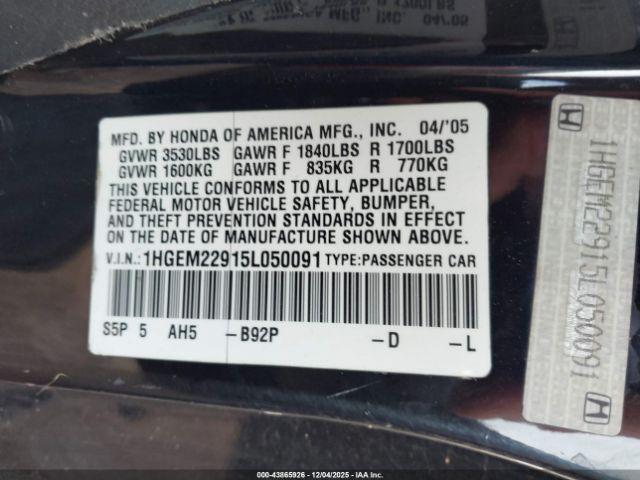 MFD. BY HONDA OF AMERICA MFG., INC. 04/'05
GVWR 3530LBS GAWR F 1840LBS R 1700LBS
GVWR 1600KG GAWR F 835KG R 770KG
THIS VEHICLE CONFORMS TO ALL APPLICABLE
FEDERAL MOTOR VEHICLE SAFETY, BUMPER,
AND THEFT PREVENTION STANDARDS IN EFFECT
ON THE DATE OF MANUFACTURE SHOWN ABOVE.
V.I.N.: 1HGEM22915L050091 TYPE:PASSENGER CAR
S5P 5 AH5 -B92P -D -L
1HGEM22915L050091
000-43865926 - 12/04/2025 - IAA Inc.